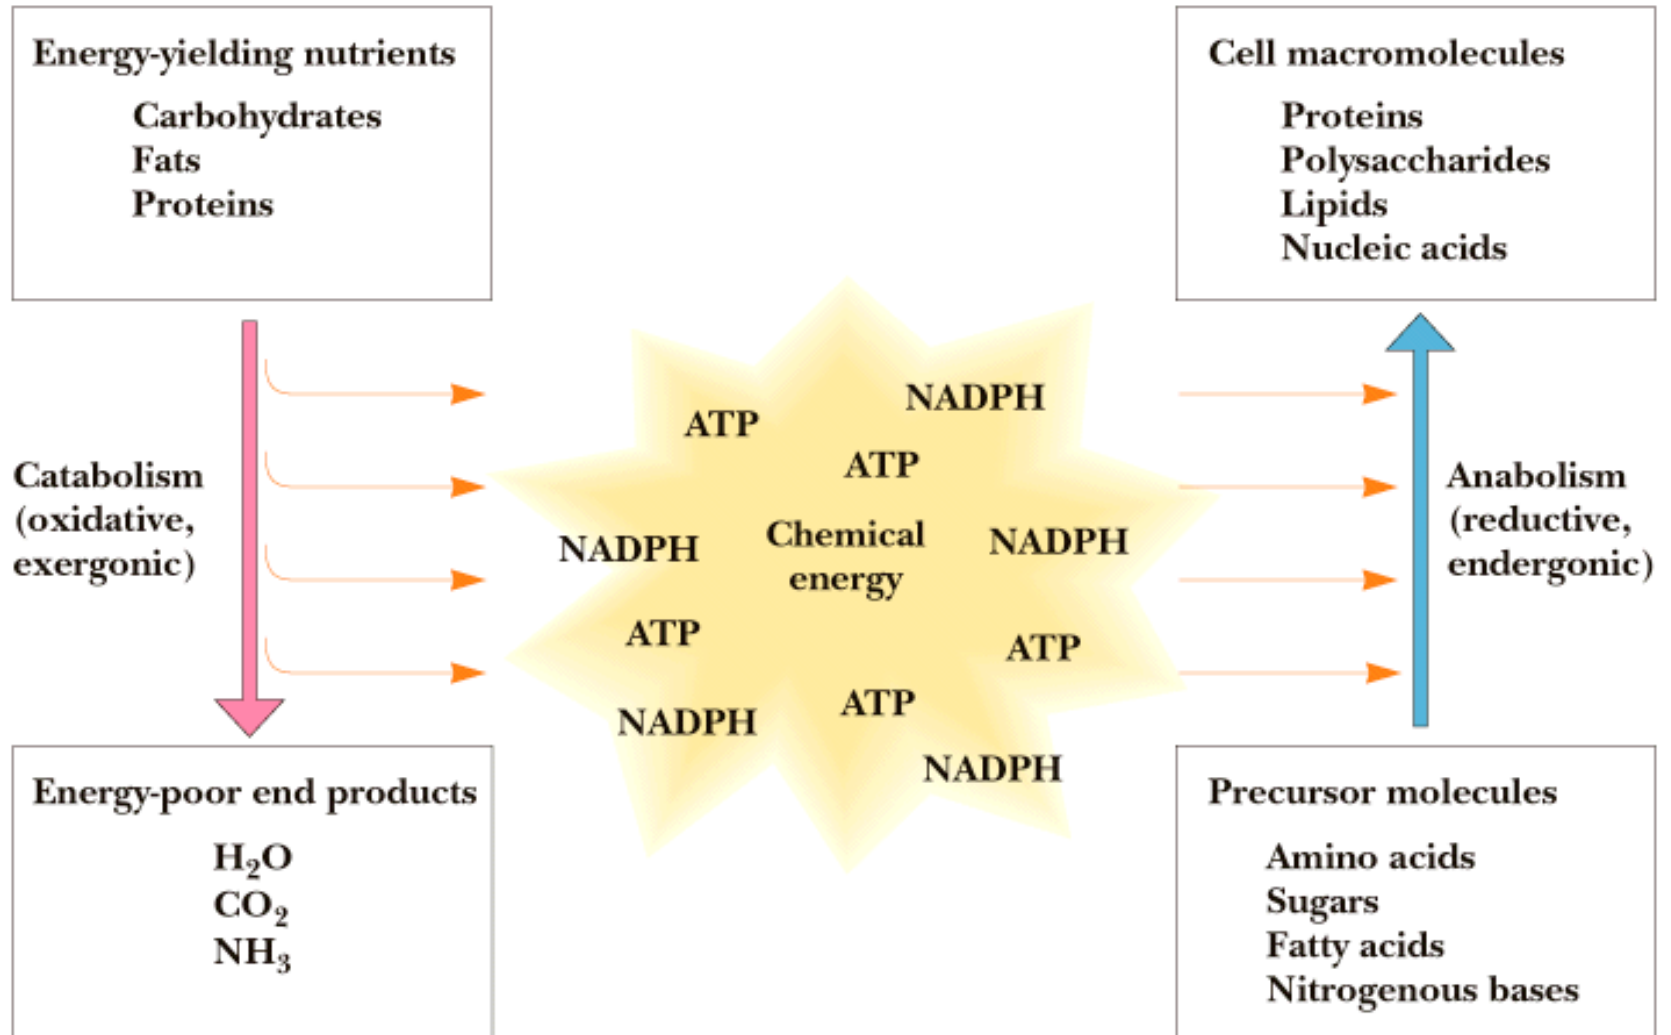 Energy-yielding nutrients
Carbohydrates
Fats
Proteins
Cell macromolecules
Proteins
Polysaccharides
Lipids
Nucleic acids
Catabolism
(oxidative,
exergonic)
ATP
NADPH
ATP
NADPH
Chemical
energy
NADPH
ATP
ATP
NADPH
ATP
NADPH
Anabolism
(reductive,
endergonic)
Energy-poor end products
H₂O
CO₂
NH₃
Precursor molecules
Amino acids
Sugars
Fatty acids
Nitrogenous bases